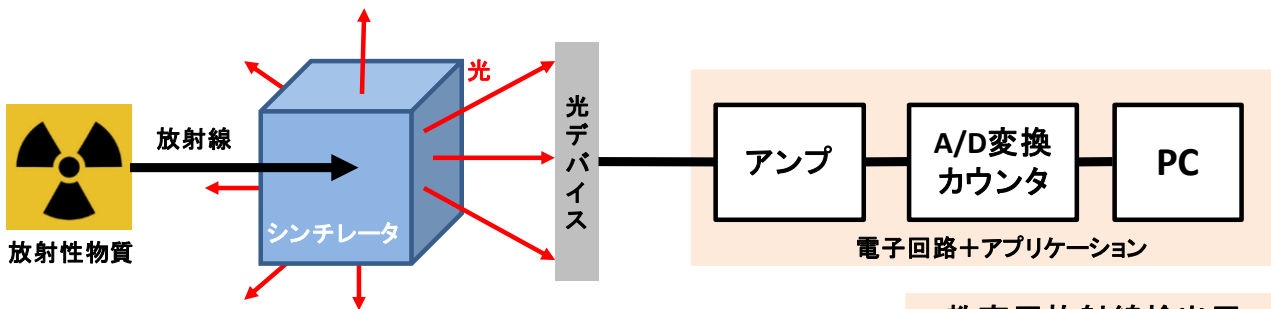 放射性物質
放射線
シンチレータ
光
光デバイス
アンプ
A/D変換
カウンタ
PC
電子回路＋アプリケーション